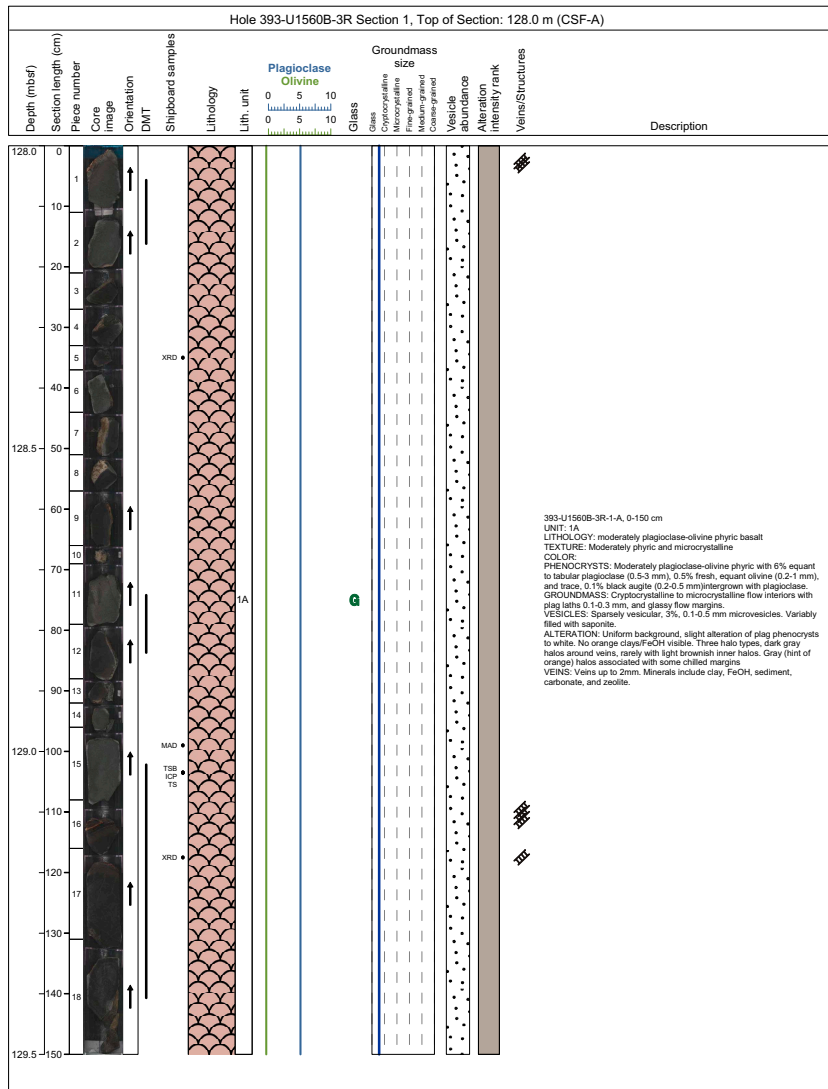 Hole 393-U1560B-3R Section 1, Top of Section: 128.0 m (CSF-A)
Depth (mbsf)
Section length (cm)
Piece number
Core image
Orientation
DMT
Shipboard samples
Lithology
Lith. unit
Plagioclase
Olivine
0 5 10
0 5 10
Glass
Groundmass size
Glass
Cryptocrystalline
Microcrystalline
Fine-grained
Medium-grained
Coarse-grained
Vesicle abundance
Alteration intensity rank
Veins/Structures
Description
128.0
128.5
129.0
129.5
0
10
20
30
40
50
60
70
80
90
100
110
120
130
140
150
1
2
3
4
5
6
7
8
9
10
11
12
13
14
15
16
17
18
XRD
MAD
TSB
ICP
TS
XRD
1A
G
393-U1560B-3R-1-A, 0-150 cm
UNIT: 1A
LITHOLOGY: moderately plagioclase-olivine phyric basalt
TEXTURE: Moderately phyric and microcrystalline
COLOR:
PHENOCRYSTS: Moderately plagioclase-olivine phyric with 6% equant
to tabular plagioclase (0.5-3 mm), 0.5% fresh, equant olivine (0.2-1 mm),
and trace, 0.1% black augite (0.2-0.5 mm)intergrown with plagioclase.
GROUNDMASS: Cryptocrystalline to microcrystalline flow interiors with
plag laths 0.1-0.3 mm, and glassy flow margins.
VESICLES: Sparsely vesicular, 3%, 0.1-0.5 mm microvesicles. Variably
filled with saponite.
ALTERATION: Uniform background, slight alteration of plag phenocrysts
to white. No orange clays/FeOH visible. Three halo types, dark gray
halos around veins, rarely with light brownish inner halos. Gray (hint of
orange) halos associated with some chilled margins
VEINS: Veins up to 2mm. Minerals include clay, FeOH, sediment,
carbonate, and zeolite.